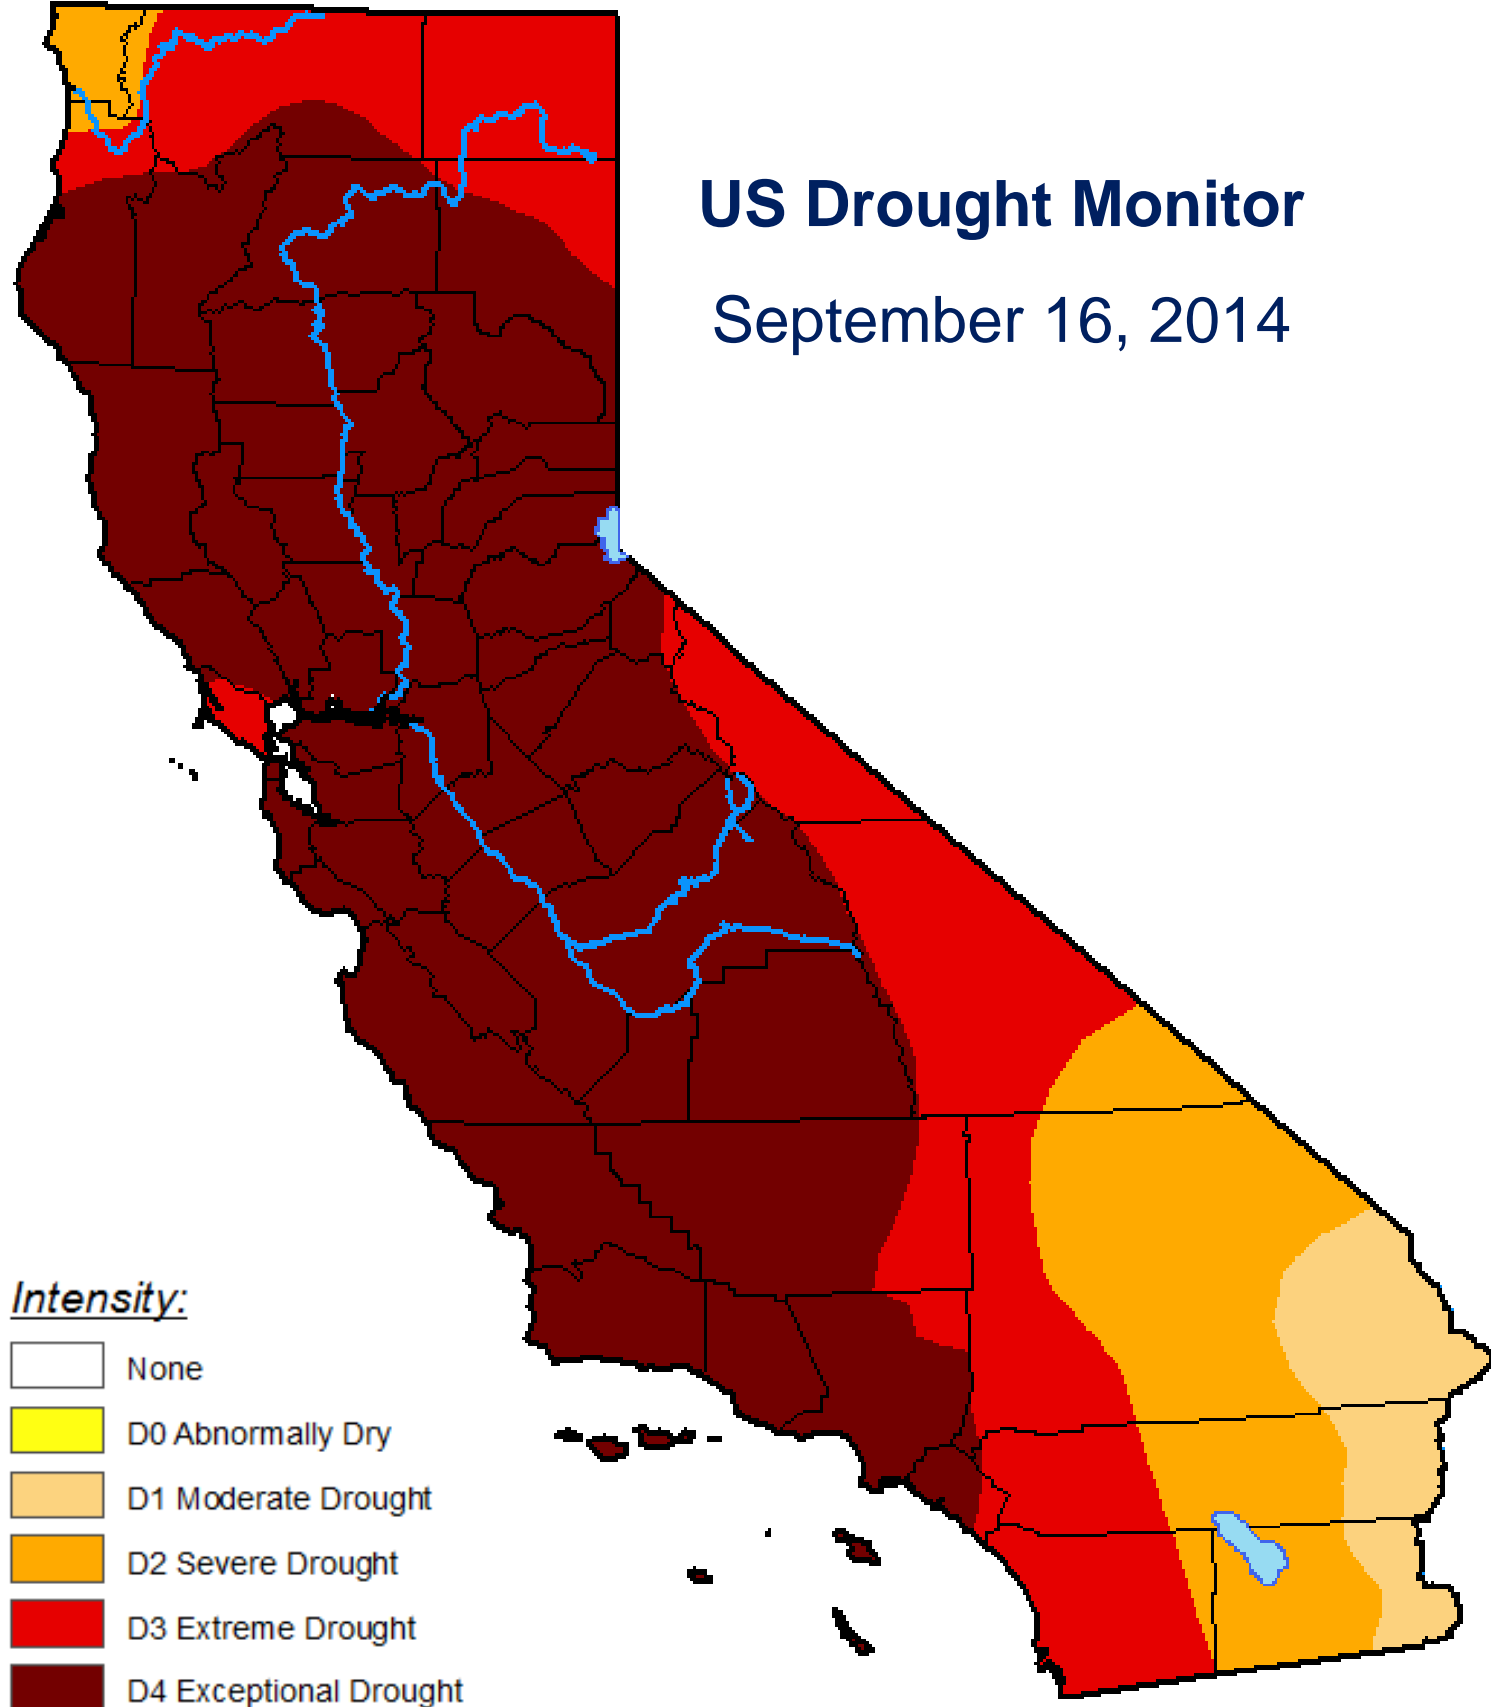 US Drought Monitor
September 16, 2014
Intensity:
None
D0 Abnormally Dry
D1 Moderate Drought
D2 Severe Drought
D3 Extreme Drought
D4 Exceptional Drought